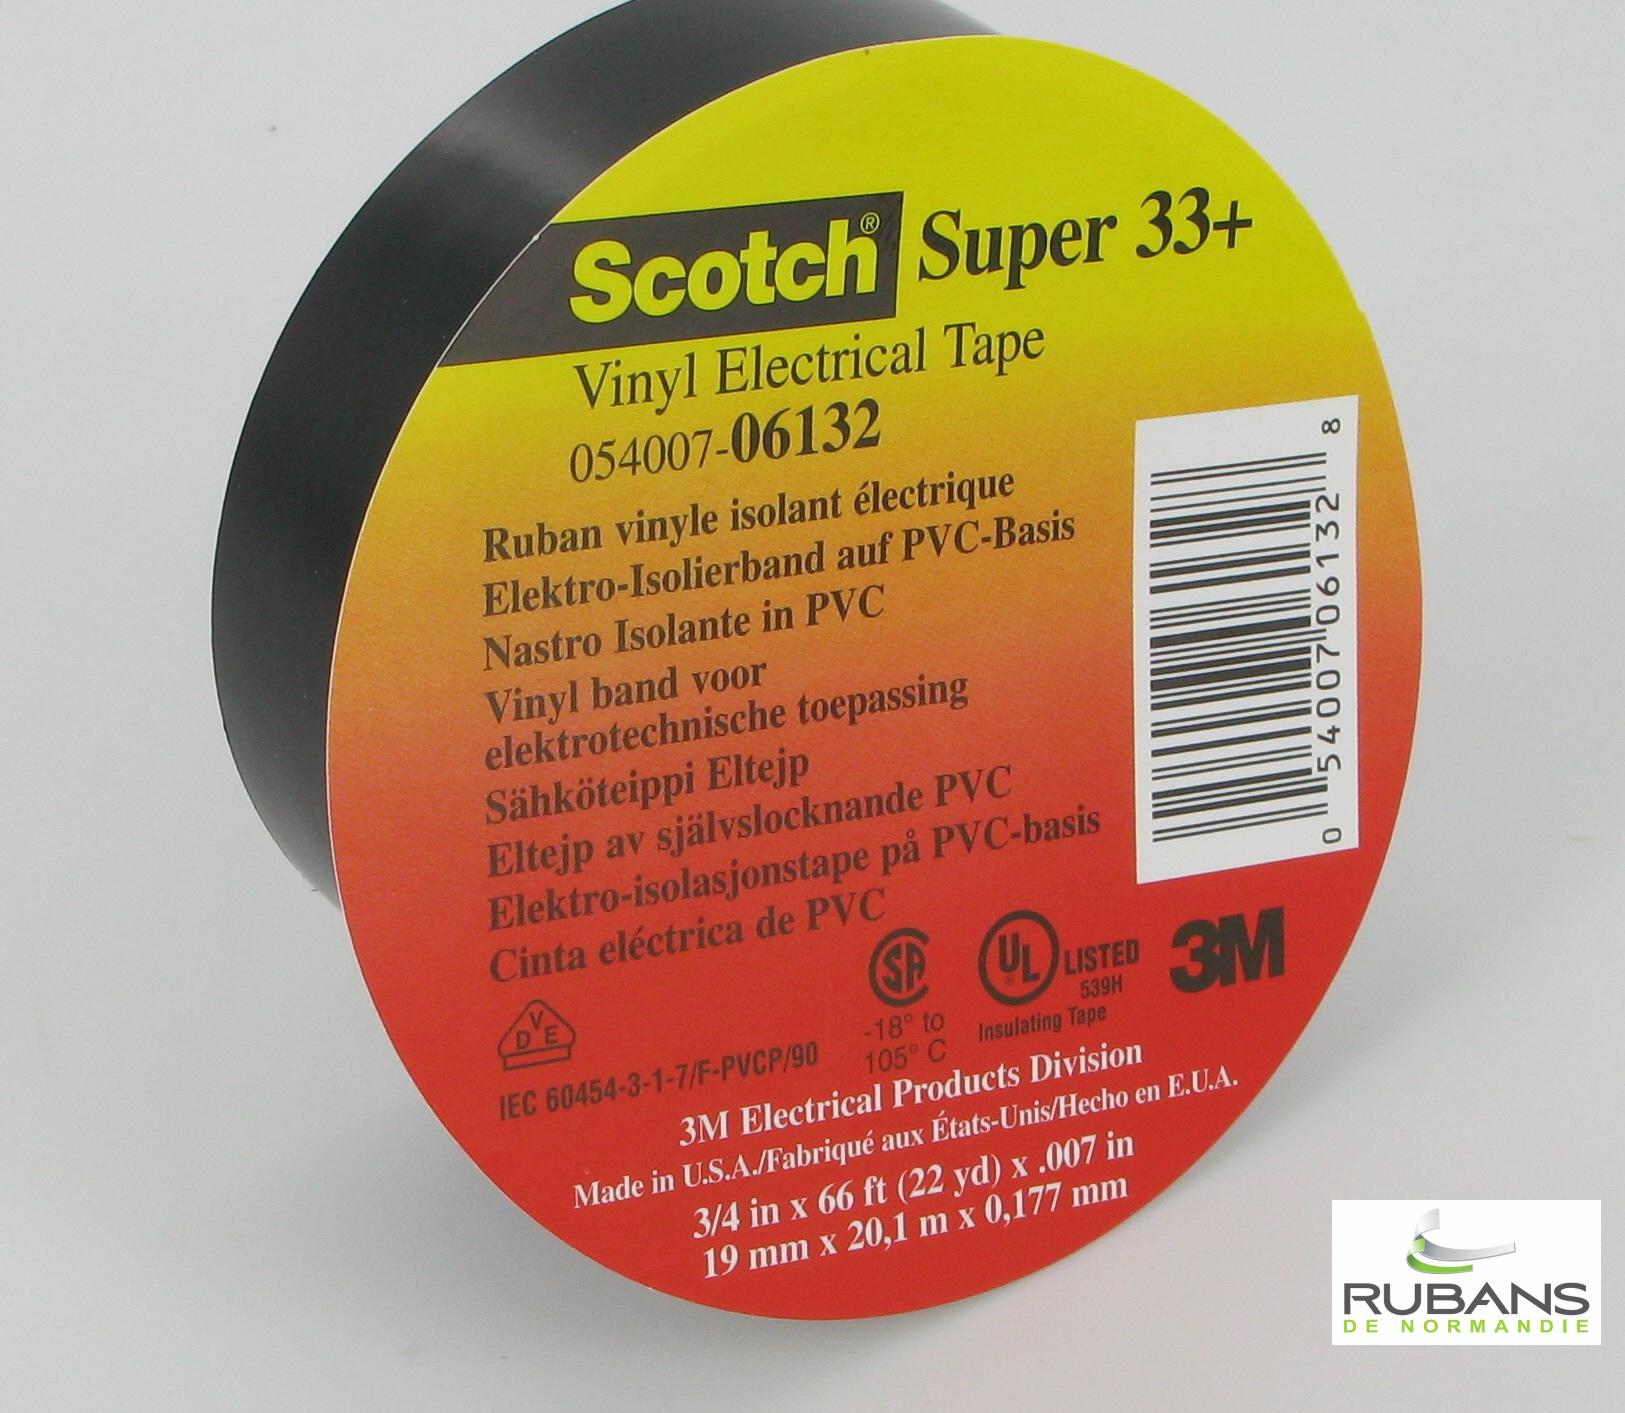 Scotch® Super 33+
Vinyl Electrical Tape
054007-06132
Ruban vinyle isolant électrique
Elektro-Isolierband auf PVC-Basis
Nastro Isolante in PVC
Vinyl band voor
elektrotechnische toepassing
Sähköteippi Eltejp
Eltejp av självslocknande PVC
Elektro-isolasjonstape på PVC-basis
Cinta eléctrica de PVC
0 54007 06132 8
VDE
IEC 60454-3-1-7/F-PVCP/90
SA
-18° to
105° C
UL® LISTED
539H
Insulating Tape
3M
3M Electrical Products Division
Made in U.S.A./Fabriqué aux États-Unis/Hecho en E.U.A.
3/4 in x 66 ft (22 yd) x .007 in
19 mm x 20,1 m x 0,177 mm
RUBANS
DE NORMANDIE